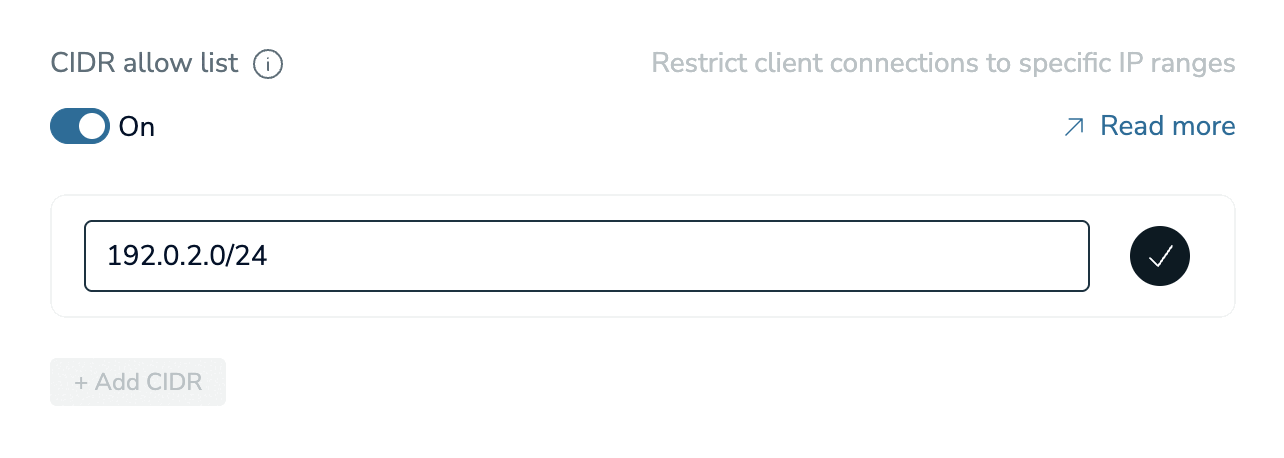 CIDR allow list
Restrict client connections to specific IP ranges
On
Read more
192.0.2.0/24
+ Add CIDR